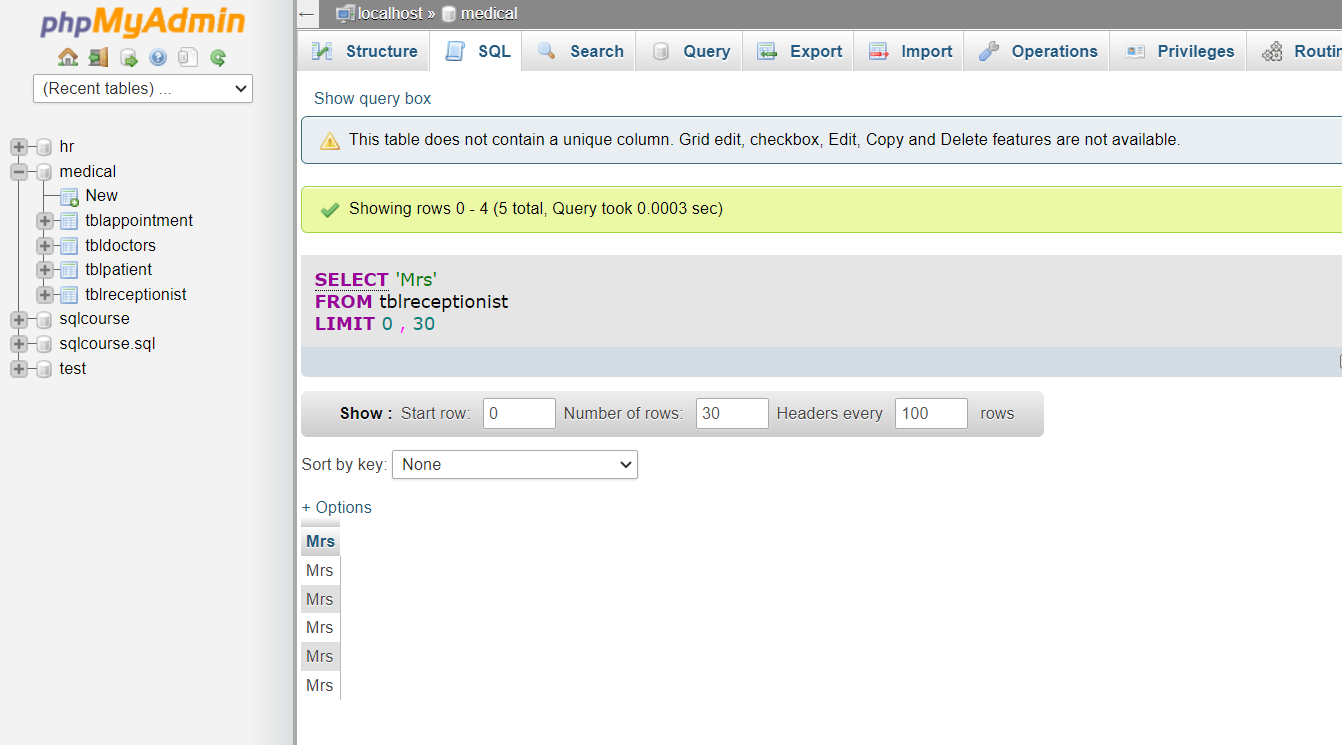 phpMyAdmin
(Recent tables) ...
hr
medical
New
tblappointment
tbldoctors
tblpatient
tblreceptionist
sqlcourse
sqlcourse.sql
test
← localhost » medical
Structure SQL Search Query Export Import Operations Privileges Routin
Show query box
This table does not contain a unique column. Grid edit, checkbox, Edit, Copy and Delete features are not available.
Showing rows 0 - 4 (5 total, Query took 0.0003 sec)
SELECT 'Mrs'
FROM tblreceptionist
LIMIT 0 , 30
Show : Start row: 0 Number of rows: 30 Headers every 100 rows
Sort by key: None
+ Options
Mrs
Mrs
Mrs
Mrs
Mrs
Mrs